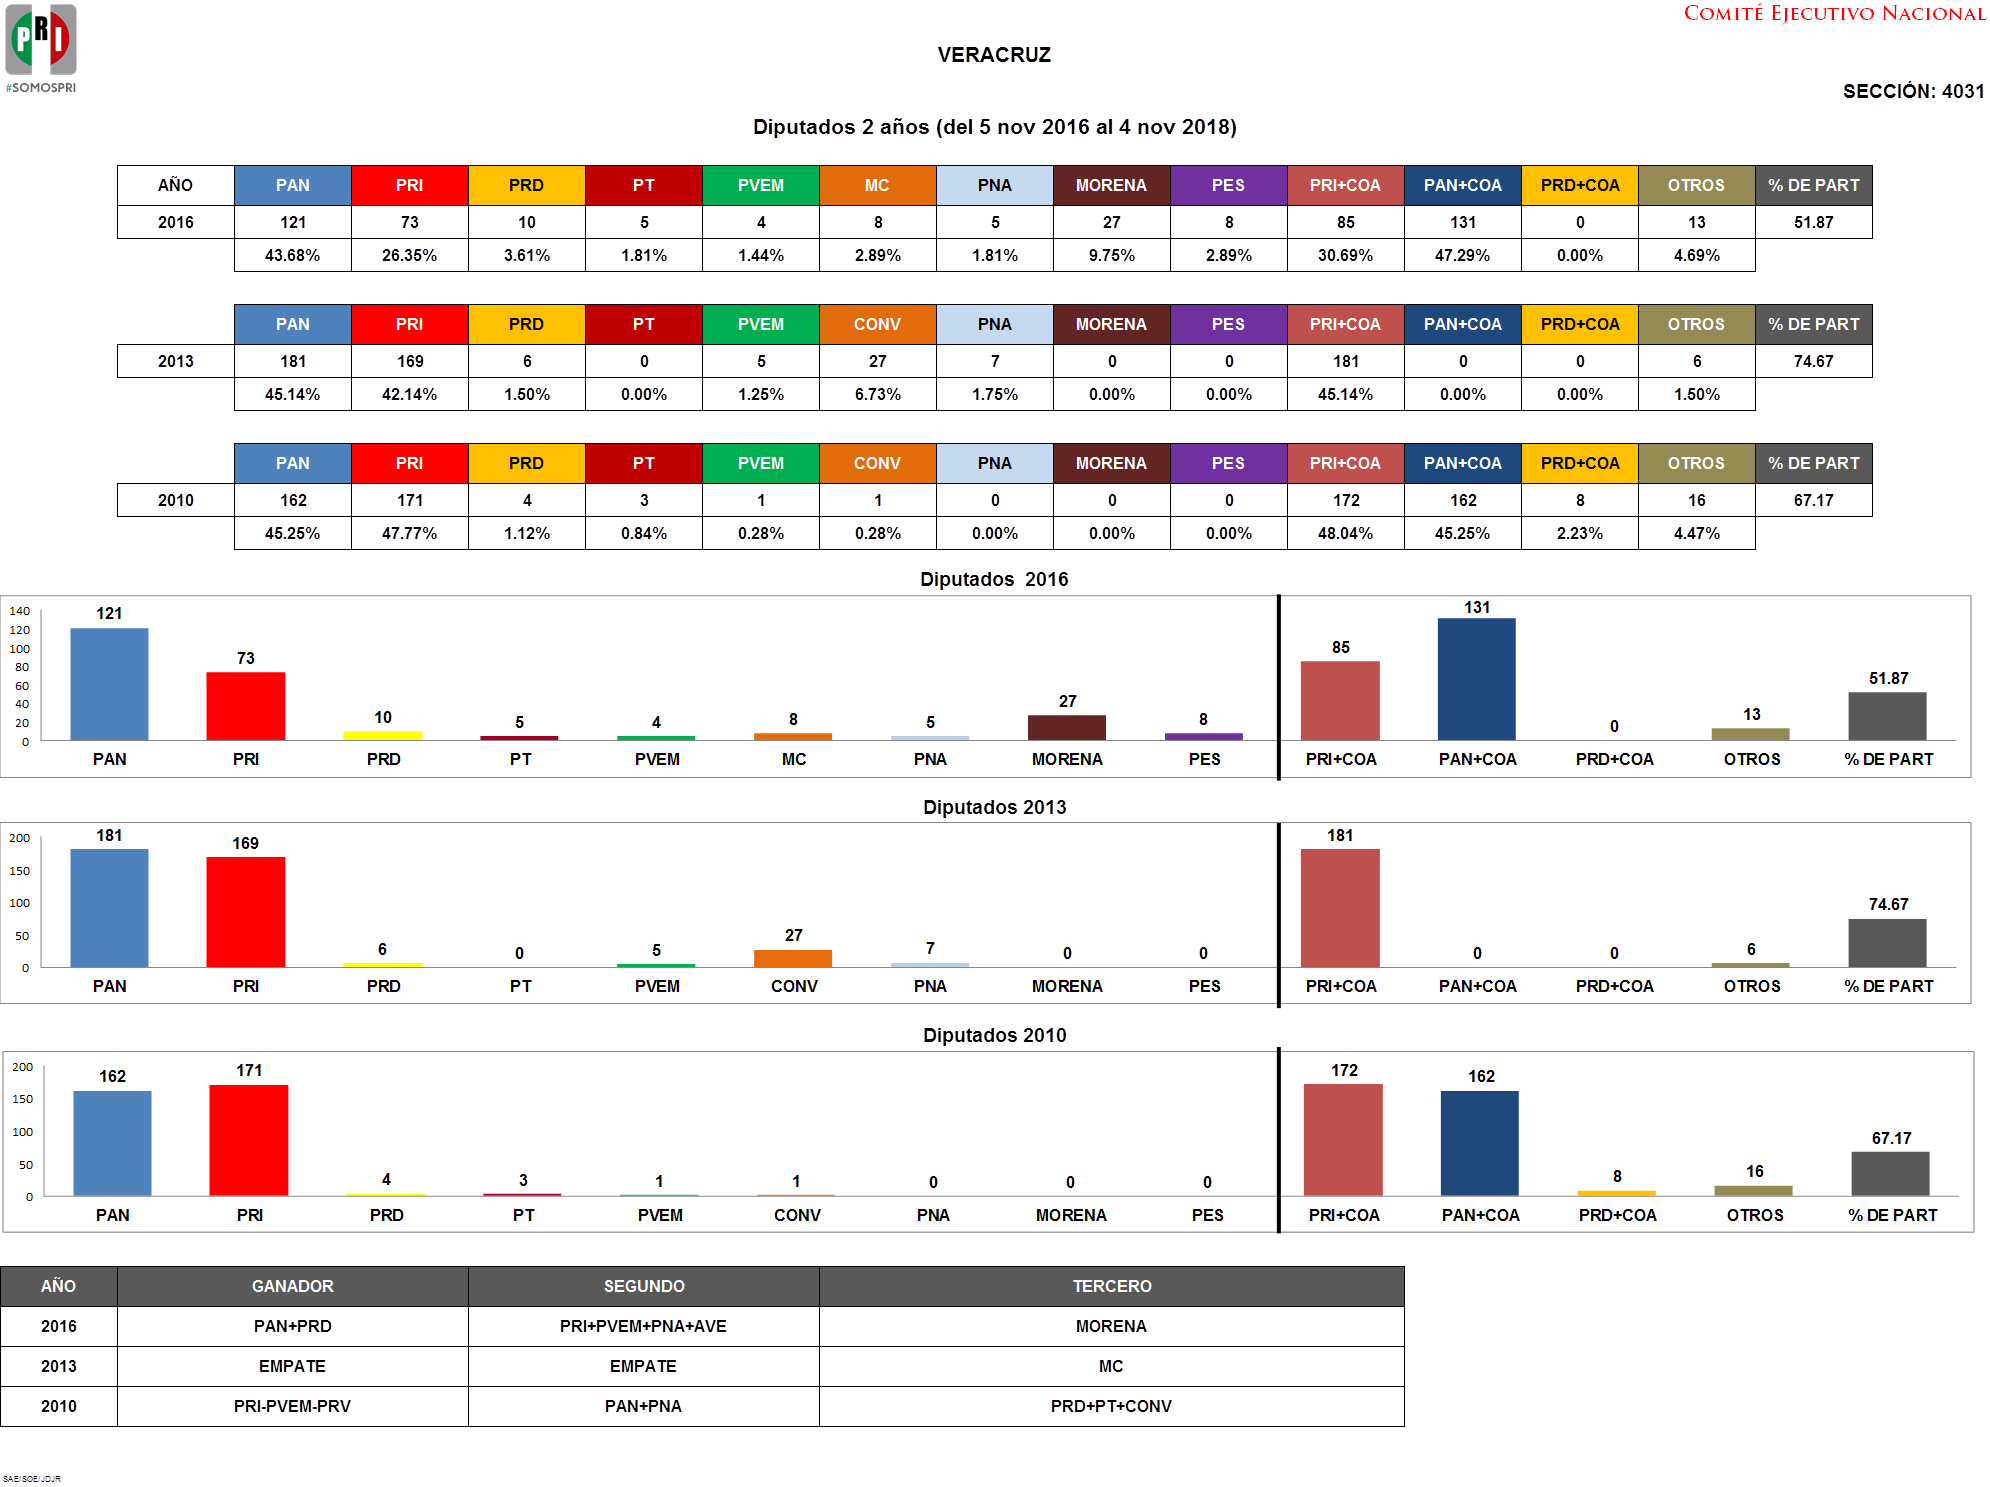 PRI
#SOMOSPRI
COMITÉ EJECUTIVO NACIONAL
VERACRUZ
SECCIÓN: 4031
Diputados 2 años (del 5 nov 2016 al 4 nov 2018)
AÑO PAN PRI PRD PT PVEM MC PNA MORENA PES PRI+COA PAN+COA PRD+COA OTROS % DE PART
2016 121 73 10 5 4 8 5 27 8 85 131 0 13 51.87
43.68% 26.35% 3.61% 1.81% 1.44% 2.89% 1.81% 9.75% 2.89% 30.69% 47.29% 0.00% 4.69%
PAN PRI PRD PT PVEM CONV PNA MORENA PES PRI+COA PAN+COA PRD+COA OTROS % DE PART
2013 181 169 6 0 5 27 7 0 0 181 0 0 6 74.67
45.14% 42.14% 1.50% 0.00% 1.25% 6.73% 1.75% 0.00% 0.00% 45.14% 0.00% 0.00% 1.50%
PAN PRI PRD PT PVEM CONV PNA MORENA PES PRI+COA PAN+COA PRD+COA OTROS % DE PART
2010 162 171 4 3 1 1 0 0 0 172 162 8 16 67.17
45.25% 47.77% 1.12% 0.84% 0.28% 0.28% 0.00% 0.00% 0.00% 48.04% 45.25% 2.23% 4.47%
Diputados 2016
140
120
100
80
60
40
20
0
121 73 10 5 4 8 5 27 8 85 131 0 13 51.87
PAN PRI PRD PT PVEM MC PNA MORENA PES PRI+COA PAN+COA PRD+COA OTROS % DE PART
Diputados 2013
200
150
100
50
0
181 169 6 0 5 27 7 0 0 181 0 0 6 74.67
PAN PRI PRD PT PVEM CONV PNA MORENA PES PRI+COA PAN+COA PRD+COA OTROS % DE PART
Diputados 2010
200
150
100
50
0
162 171 4 3 1 1 0 0 0 172 162 8 16 67.17
PAN PRI PRD PT PVEM CONV PNA MORENA PES PRI+COA PAN+COA PRD+COA OTROS % DE PART
AÑO GANADOR SEGUNDO TERCERO
2016 PAN+PRD PRI+PVEM+PNA+AVE MORENA
2013 EMPATE EMPATE MC
2010 PRI-PVEM-PRV PAN+PNA PRD+PT+CONV
SAE/SOE/JDJR